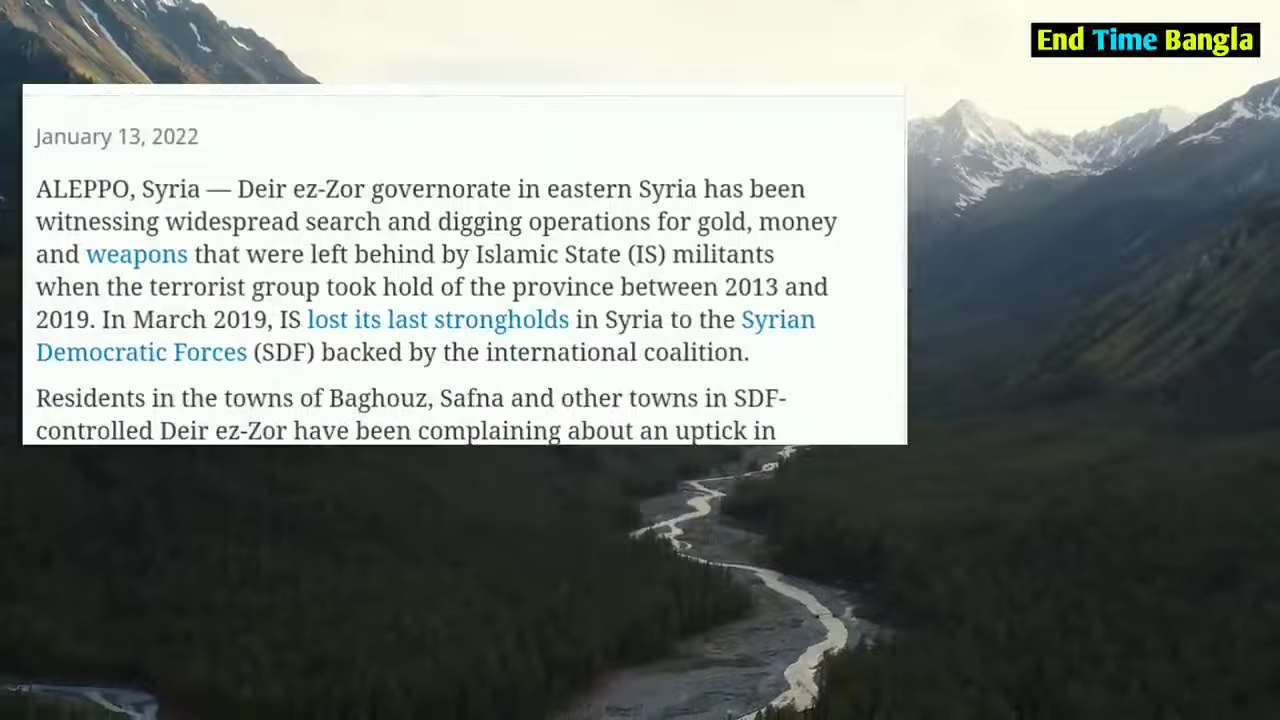 End Time Bangla
January 13, 2022
ALEPPO, Syria — Deir ez-Zor governorate in eastern Syria has been
witnessing widespread search and digging operations for gold, money
and weapons that were left behind by Islamic State (IS) militants
when the terrorist group took hold of the province between 2013 and
2019. In March 2019, IS lost its last strongholds in Syria to the Syrian
Democratic Forces (SDF) backed by the international coalition.
Residents in the towns of Baghouz, Safna and other towns in SDF-
controlled Deir ez-Zor have been complaining about an uptick in